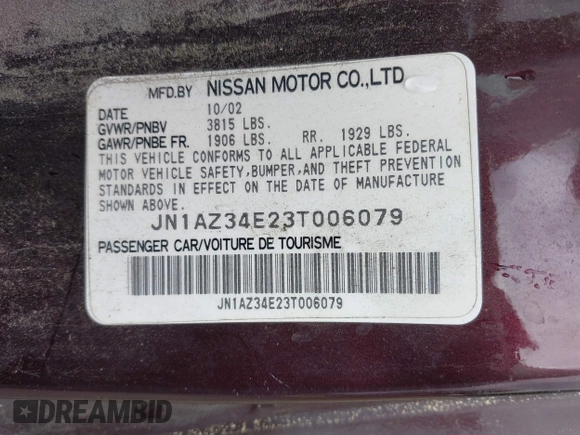 MFD.BY NISSAN MOTOR CO.,LTD
DATE 10/02
GVWR/PNBV 3815 LBS.
GAWR/PNBE FR. 1906 LBS. RR. 1929 LBS.
THIS VEHICLE CONFORMS TO ALL APPLICABLE FEDERAL
MOTOR VEHICLE SAFETY,BUMPER,AND THEFT PREVENTION
STANDARDS IN EFFECT ON THE DATE OF MANUFACTURE
SHOWN ABOVE.
JN1AZ34E23T006079
PASSENGER CAR/VOITURE DE TOURISME
JN1AZ34E23T006079
DREAMBID